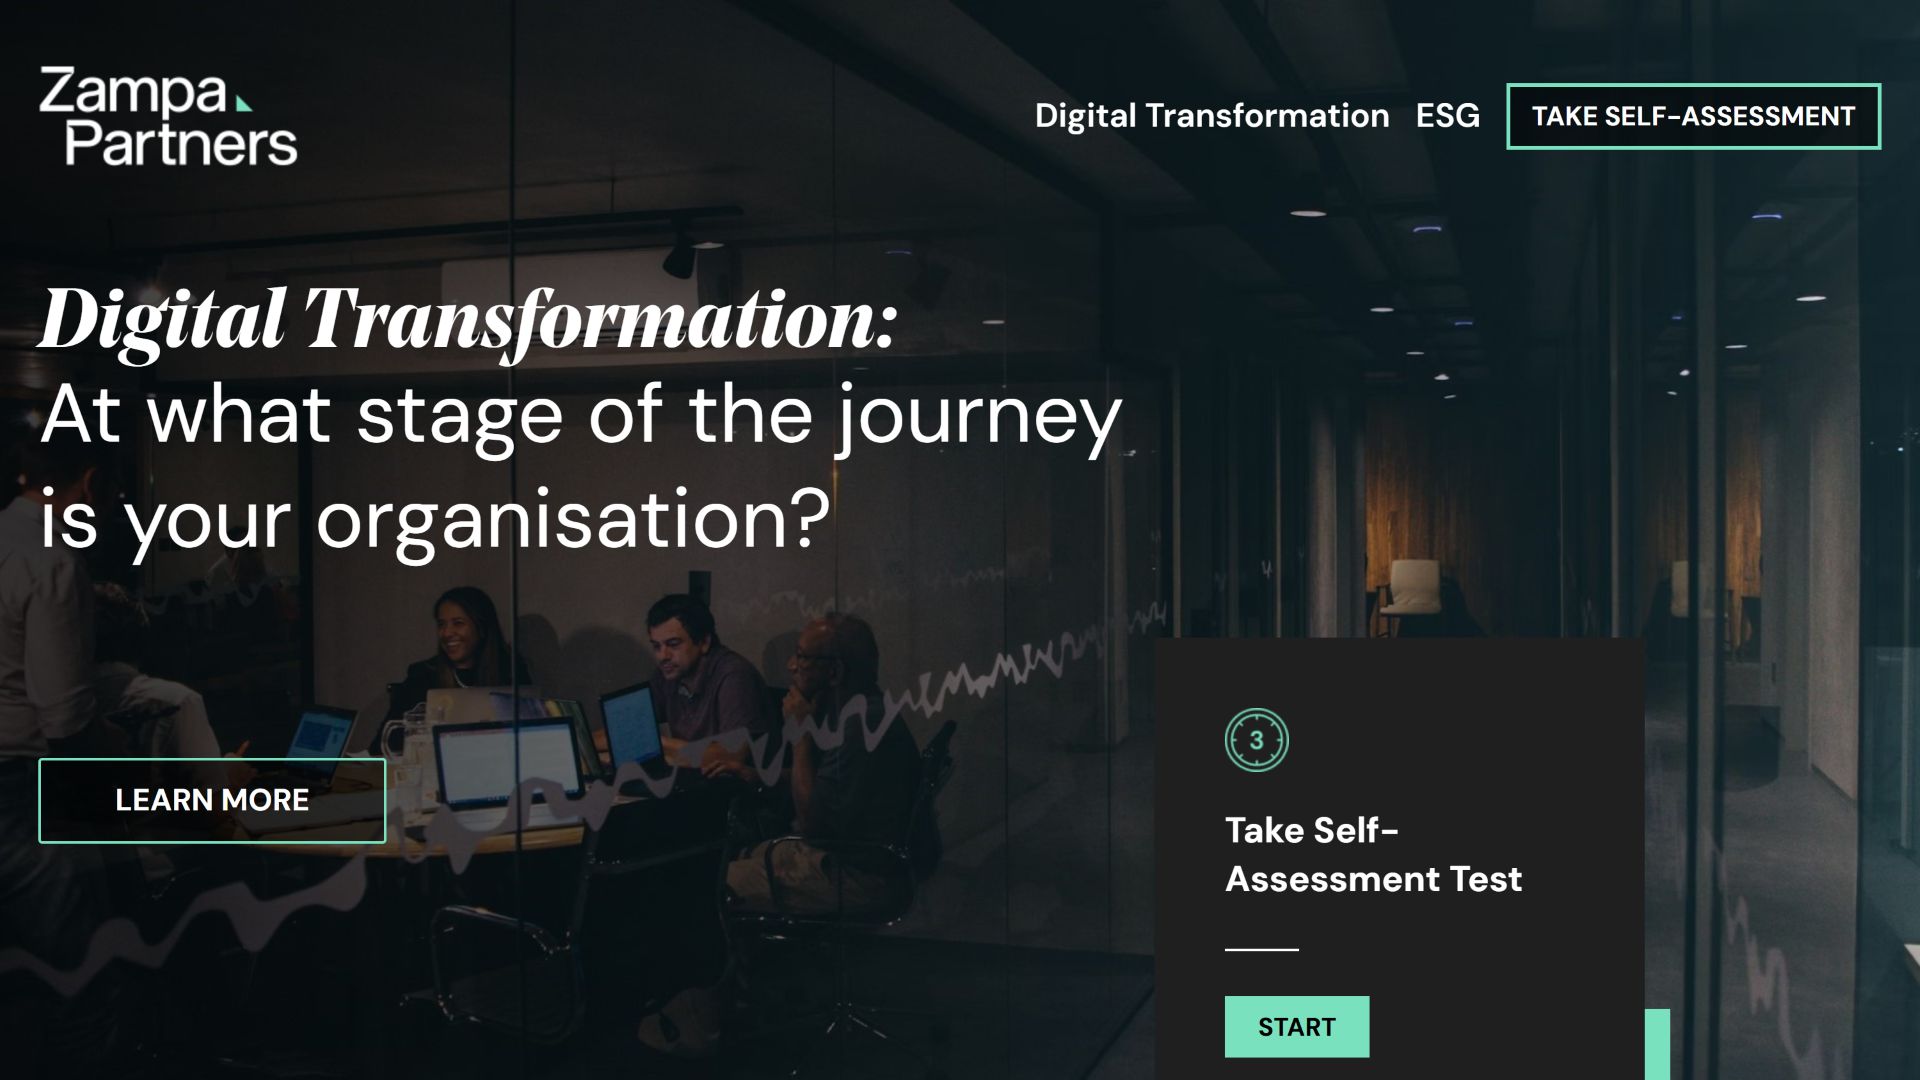 Zampa
Partners
Digital Transformation
ESG
TAKE SELF-ASSESSMENT
Digital Transformation:
At what stage of the journey
is your organisation?
LEARN MORE
3
Take Self-
Assessment Test
START